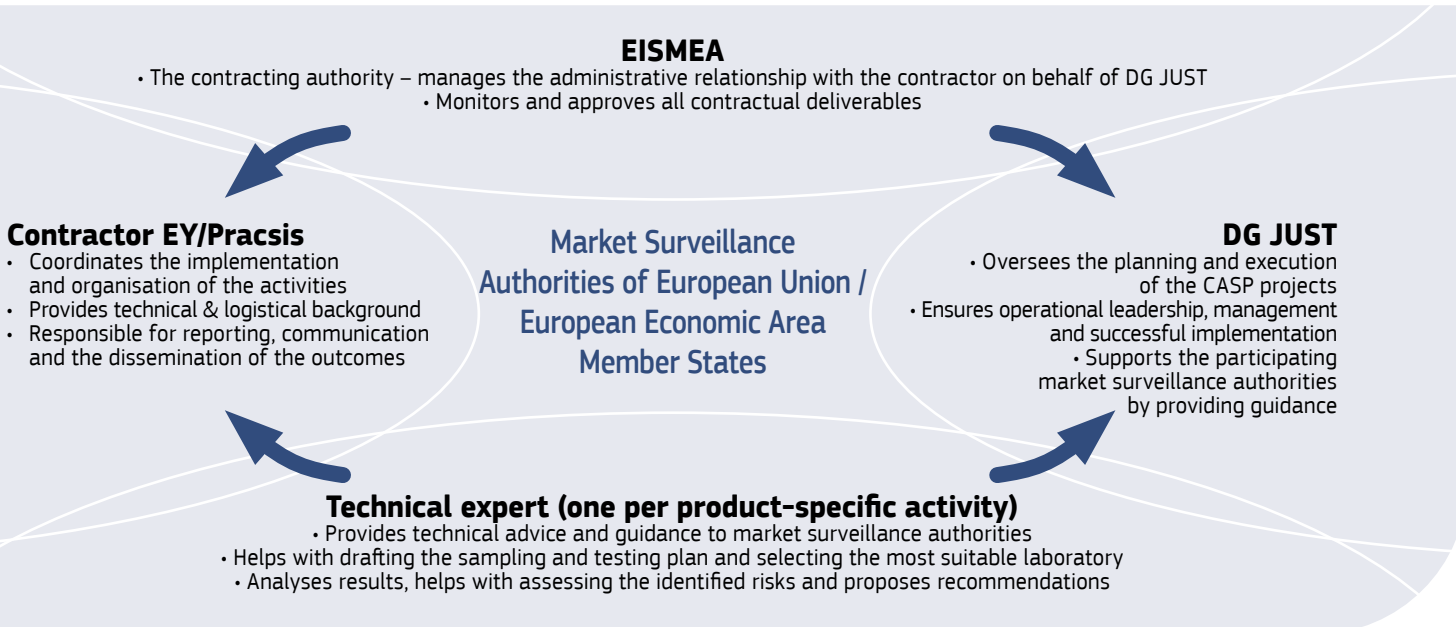 EISMEA
• The contracting authority – manages the administrative relationship with the contractor on behalf of DG JUST
• Monitors and approves all contractual deliverables
Contractor EY/Pracsis
• Coordinates the implementation
and organisation of the activities
• Provides technical & logistical background
• Responsible for reporting, communication
and the dissemination of the outcomes
Market Surveillance
Authorities of European Union /
European Economic Area
Member States
DG JUST
• Oversees the planning and execution
of the CASP projects
• Ensures operational leadership, management
and successful implementation
• Supports the participating
market surveillance authorities
by providing guidance
Technical expert (one per product-specific activity)
• Provides technical advice and guidance to market surveillance authorities
• Helps with drafting the sampling and testing plan and selecting the most suitable laboratory
• Analyses results, helps with assessing the identified risks and proposes recommendations